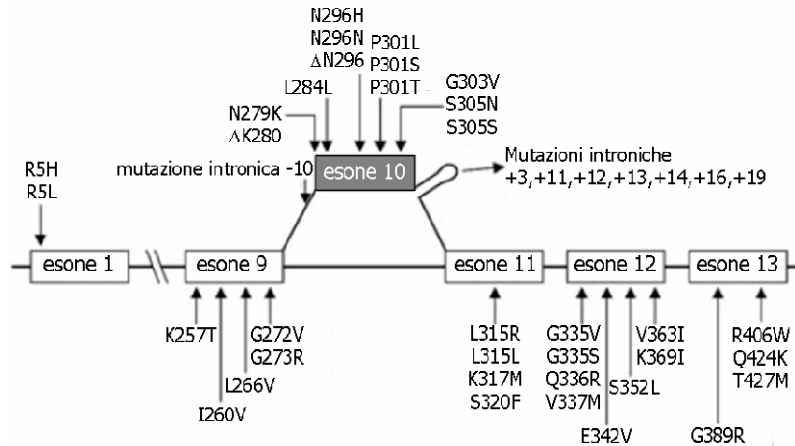 N296H
N296N
ΔN296
P301L
P301S
P301T
L284L
G303V
S305N
S305S
N279K
ΔK280
mutazione intronica -10
esone 10
Mutazioni introniche
+3,+11,+12,+13,+14,+16,+19
R5H
R5L
esone 1
esone 9
esone 11
esone 12
esone 13
K257T
I260V
L266V
G272V
G273R
L315R
L315L
K317M
S320F
G335V
G335S
Q336R
V337M
E342V
S352L
V363I
K369I
G389R
R406W
Q424K
T427M